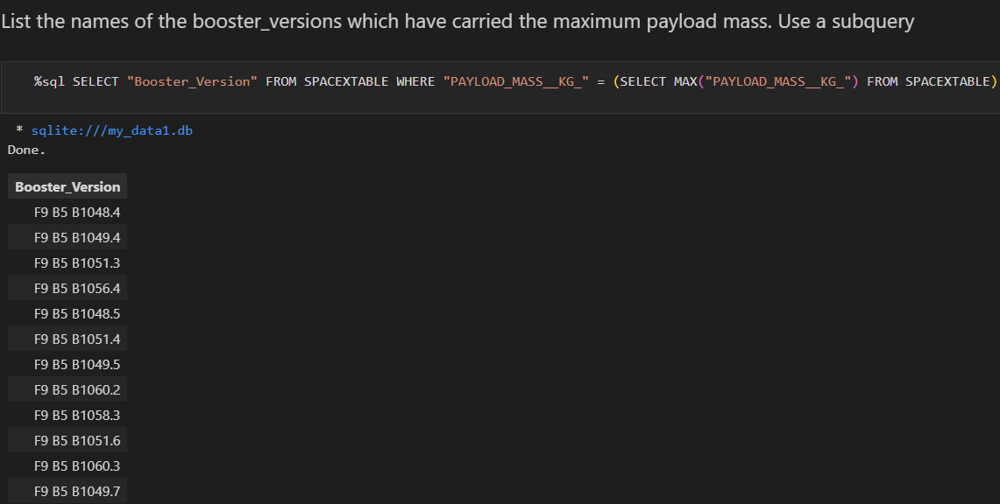 List the names of the booster_versions which have carried the maximum payload mass. Use a subquery
%sql SELECT "Booster_Version" FROM SPACEXTABLE WHERE "PAYLOAD_MASS__KG_" = (SELECT MAX("PAYLOAD_MASS__KG_") FROM SPACEXTABLE)
* sqlite:///my_data1.db
Done.
Booster_Version
F9 B5 B1048.4
F9 B5 B1049.4
F9 B5 B1051.3
F9 B5 B1056.4
F9 B5 B1048.5
F9 B5 B1051.4
F9 B5 B1049.5
F9 B5 B1060.2
F9 B5 B1058.3
F9 B5 B1051.6
F9 B5 B1060.3
F9 B5 B1049.7